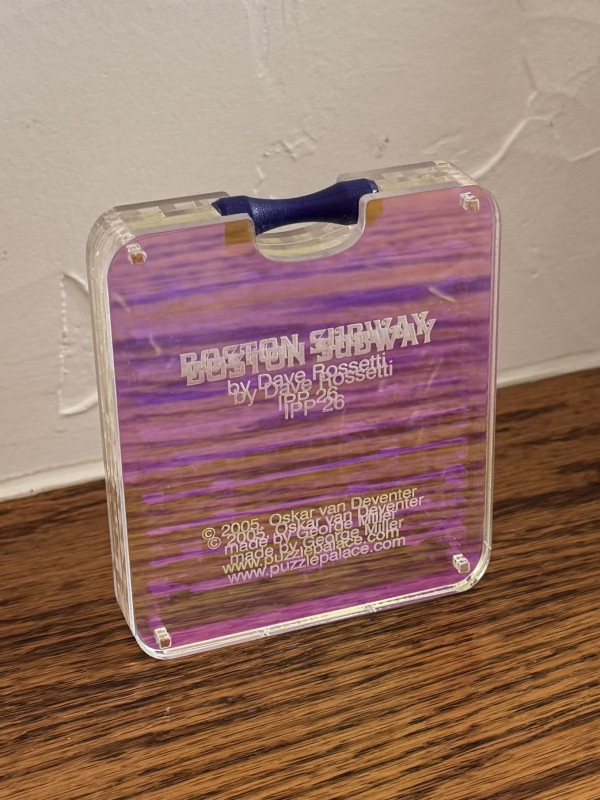 BOSTON SUBWAY
by Dave Rossetti
IPP 26
© 2005, Oskar van Deventer
made by George Miller
www.puzzlepalace.com